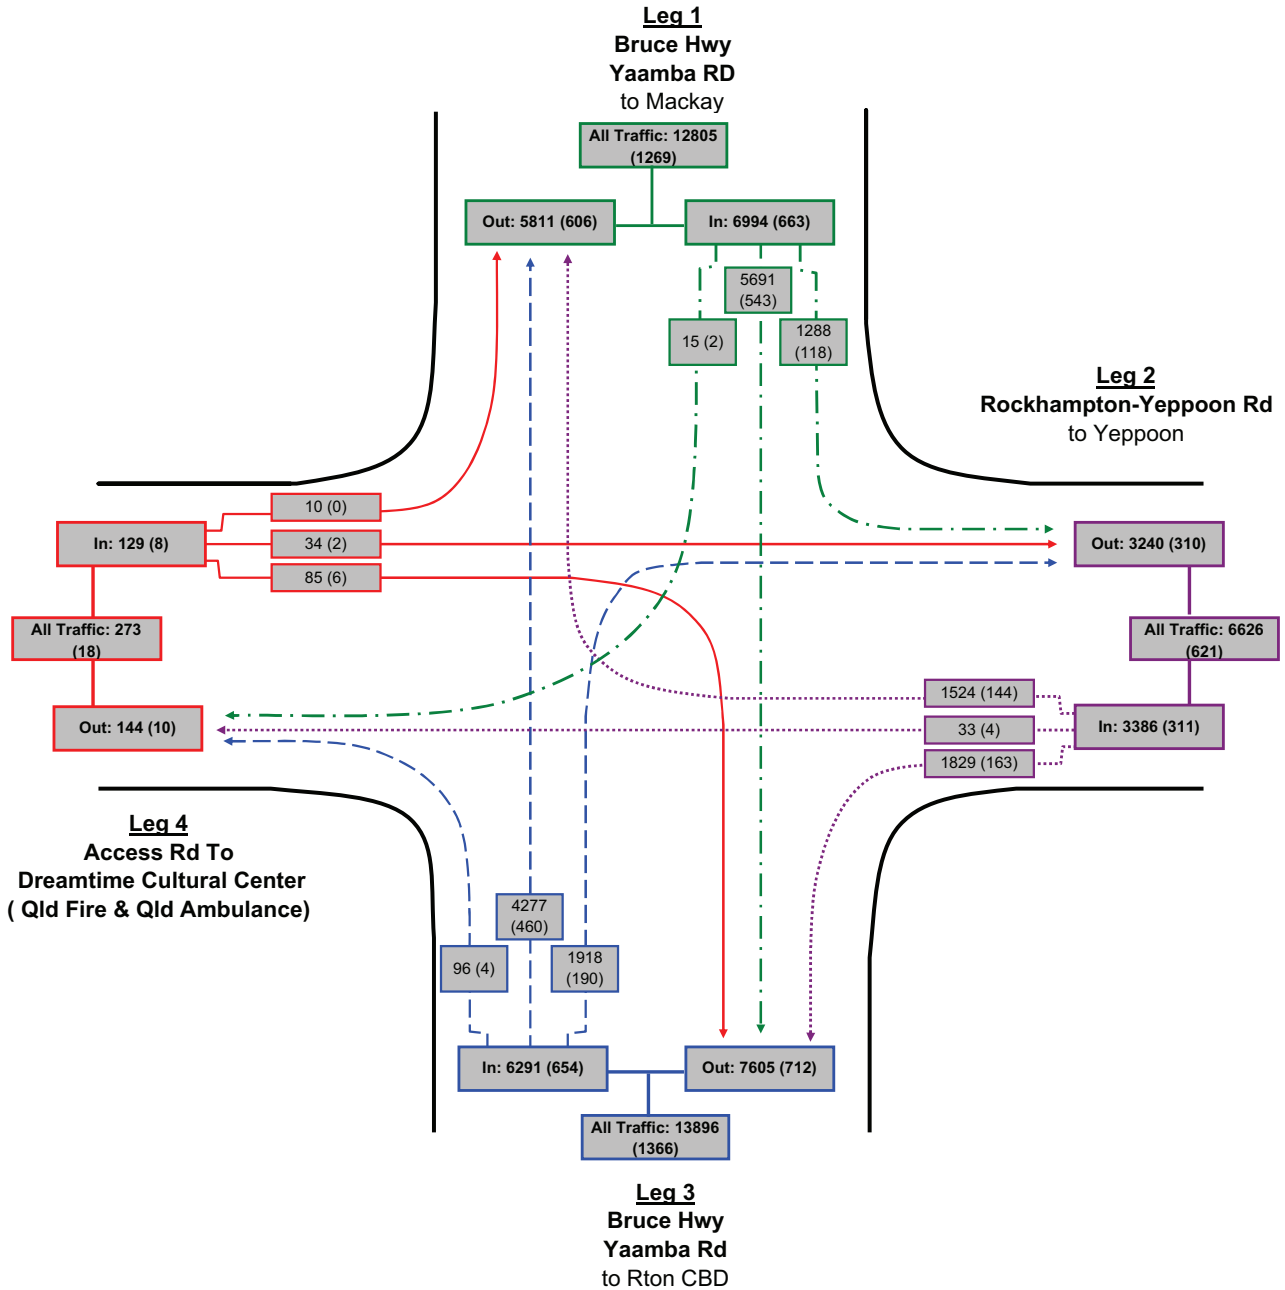 Leg 1
Bruce Hwy
Yaamba RD
to Mackay
All Traffic: 12805
(1269)
Out: 5811 (606)
In: 6994 (663)
5691
(543)
15 (2)
1288
(118)
Leg 2
Rockhampton-Yeppoon Rd
to Yeppoon
10 (0)
In: 129 (8)
34 (2)
Out: 3240 (310)
85 (6)
All Traffic: 273
(18)
All Traffic: 6626
(621)
1524 (144)
Out: 144 (10)
33 (4)
In: 3386 (311)
1829 (163)
Leg 4
Access Rd To
Dreamtime Cultural Center
( Qld Fire & Qld Ambulance)
4277
(460)
96 (4)
1918
(190)
In: 6291 (654)
Out: 7605 (712)
All Traffic: 13896
(1366)
Leg 3
Bruce Hwy
Yaamba Rd
to Rton CBD